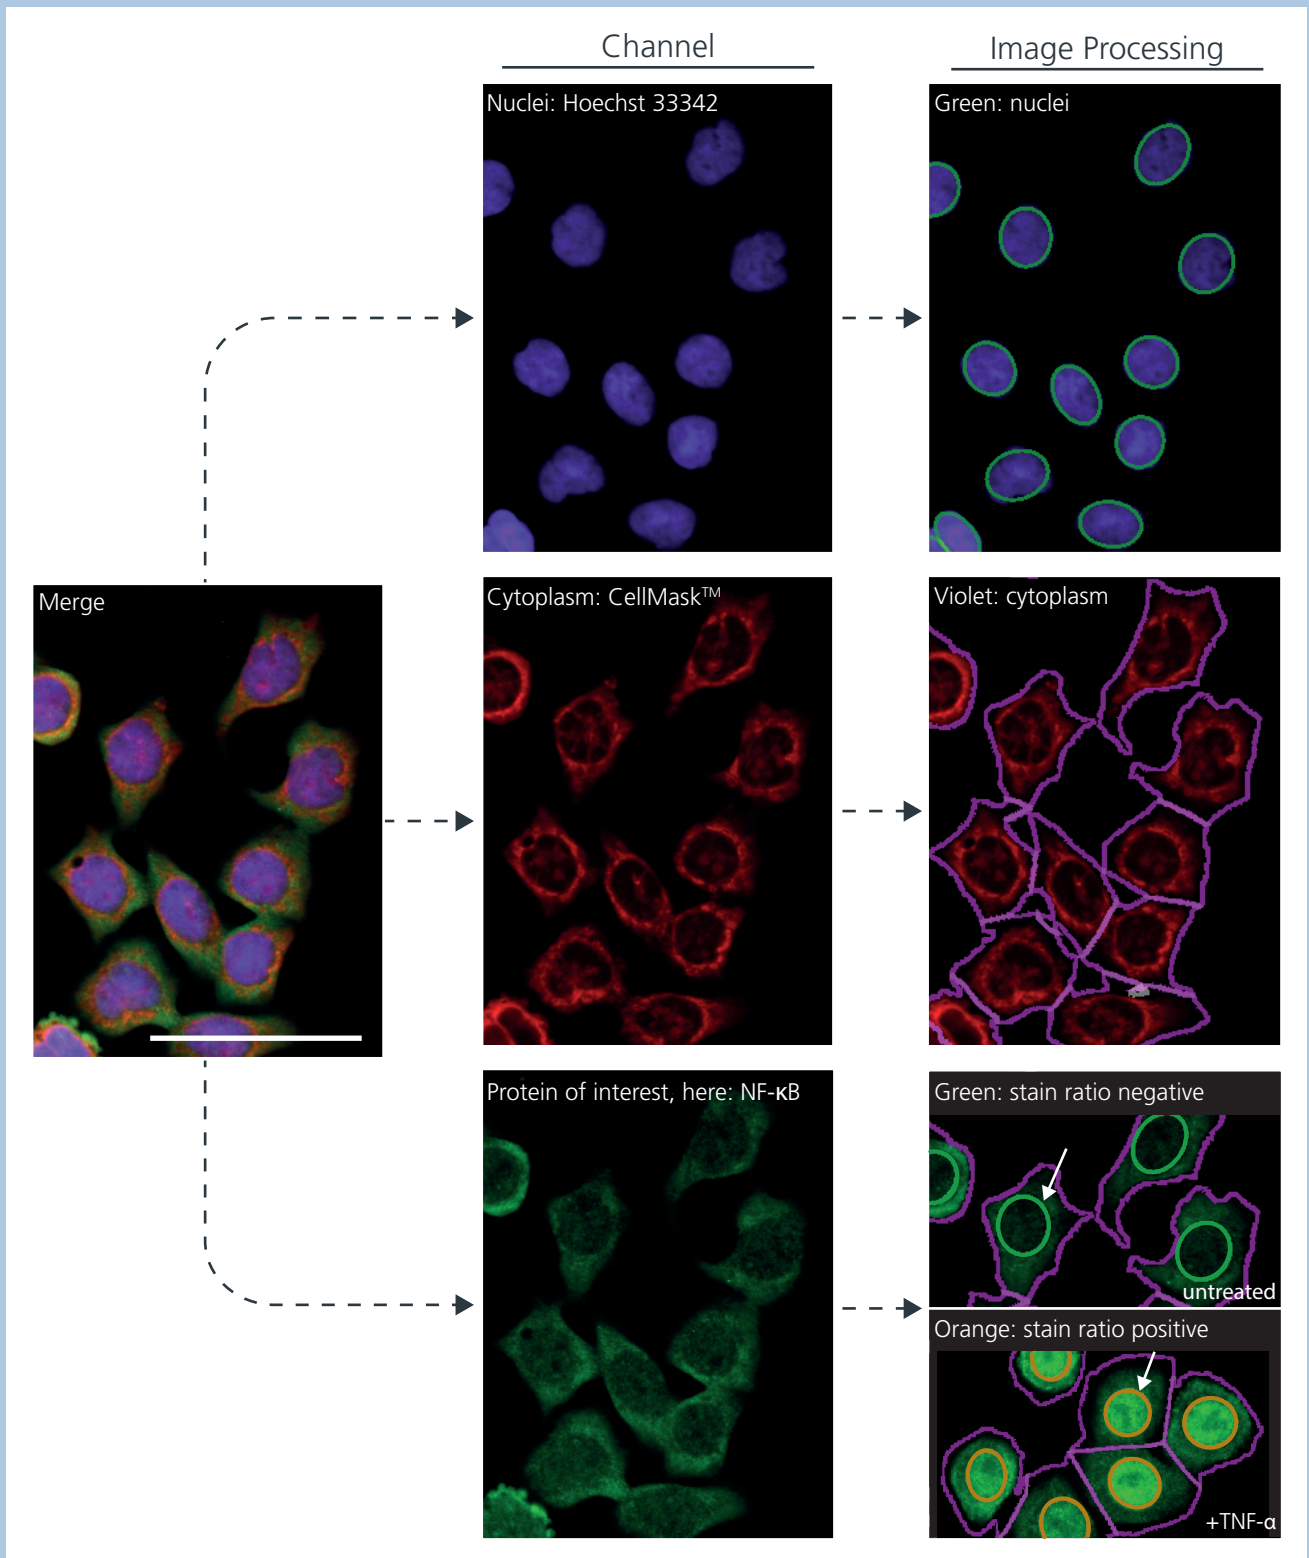 Channel
Image Processing
Nuclei: Hoechst 33342
Green: nuclei
Merge
Cytoplasm: CellMask™
Violet: cytoplasm
Protein of interest, here: NF-κB
Green: stain ratio negative
untreated
Orange: stain ratio positive
+TNF-α